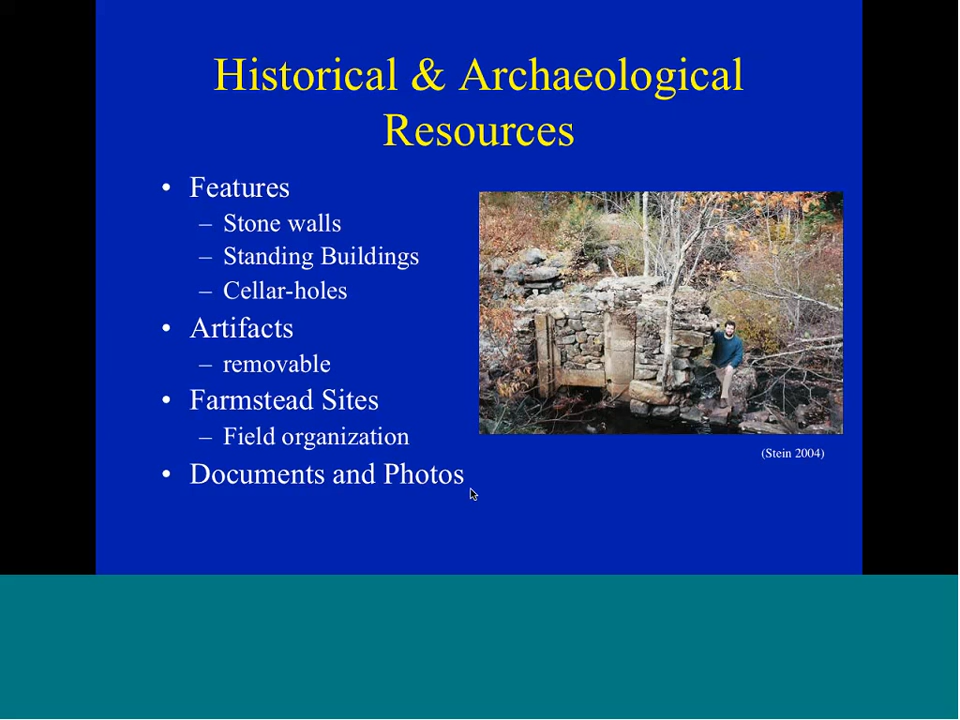 Historical & Archaeological
Resources
• Features
– Stone walls
– Standing Buildings
– Cellar-holes
• Artifacts
– removable
• Farmstead Sites
– Field organization
• Documents and Photos
(Stein 2004)